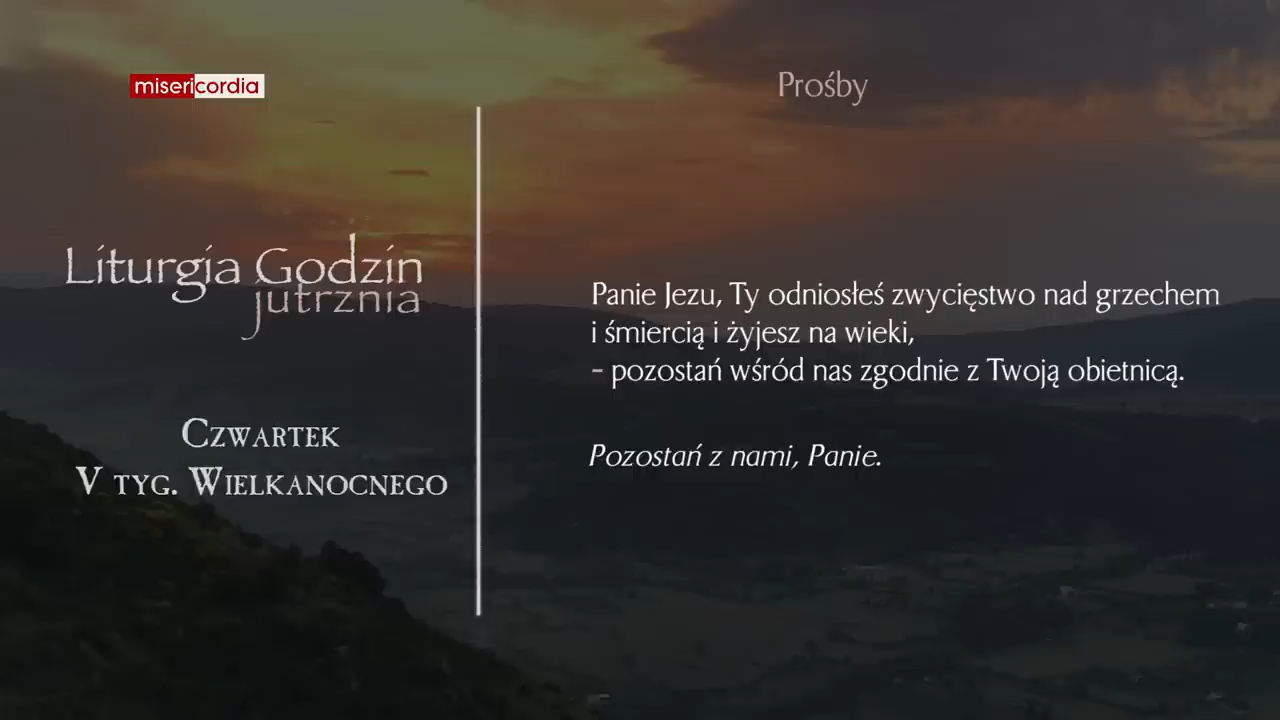 misericordia
Prośby
Liturgia Godzin
jutrznia
Czwartek
V tyg. Wielkanocnego
Panie Jezu, Ty odniosłeś zwycięstwo nad grzechem
i śmiercią i żyjesz na wieki,
- pozostań wśród nas zgodnie z Twoją obietnicą.
Pozostań z nami, Panie.